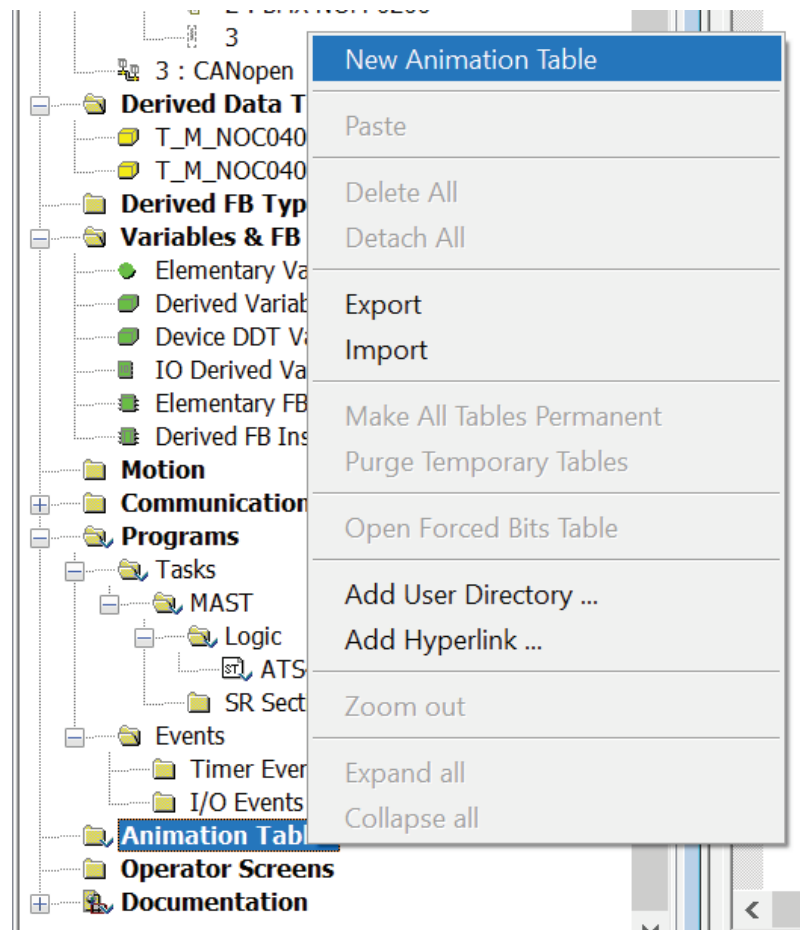 3
3 : CANopen
Derived Data T
T_M_NOC040
T_M_NOC040
Derived FB Typ
Variables & FB
Elementary Va
Derived Variab
Device DDT Va
IO Derived Va
Elementary FB
Derived FB Ins
Motion
Communication
Programs
Tasks
MAST
Logic
ATS
SR Sect
Events
Timer Ever
I/O Events
Animation Tabl
Operator Screens
Documentation
New Animation Table
Paste
Delete All
Detach All
Export
Import
Make All Tables Permanent
Purge Temporary Tables
Open Forced Bits Table
Add User Directory ...
Add Hyperlink ...
Zoom out
Expand all
Collapse all